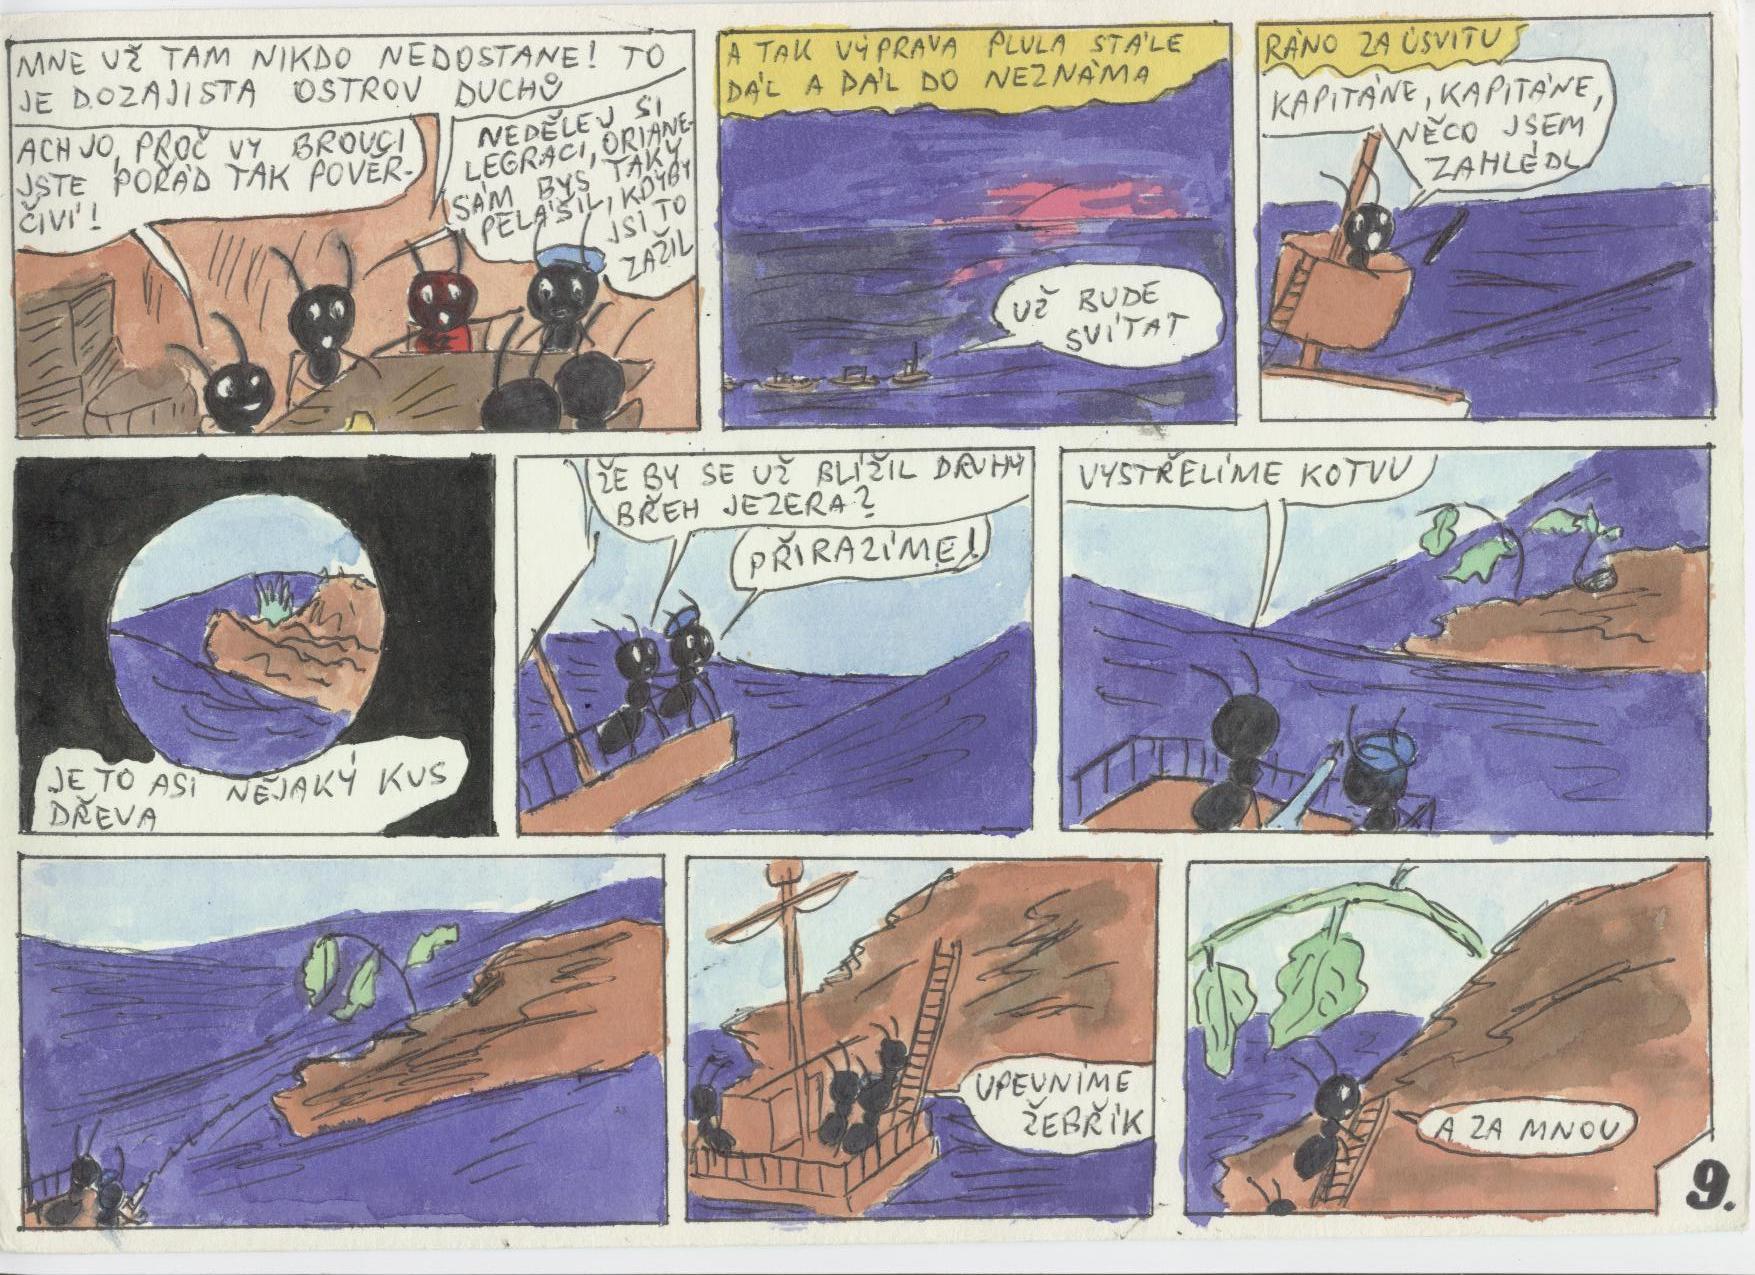 MNE UŽ TAM NIKDO NEDOSTANE! TO
JE DOZAJISTA OSTROV DUCHŮ
ACH JO, PROČ VY BROUCI
JSTE POŘÁD TAK POVĚR-
ČIVÍ!
NEDĚLEJ SI
LEGRACI, ORIANE-
SÁM BYS TAKY
PELÁŠIL, KDYBY
JSI TO
ZAŽIL
A TAK VÝPRAVA PLULA STÁLE
DÁL A DÁL DO NEZNÁMA
UŽ BUDE
SVÍTAT
RÁNO ZA ÚSVITU
KAPITÁNE, KAPITÁNE,
NĚCO JSEM
ZAHLÉDL
JE TO ASI NĚJAKÝ KUS
DŘEVA
ŽE BY SE UŽ BLÍŽIL DRUHÝ
BŘEH JEZERA?
PŘIRAZÍME!
VYSTŘELÍME KOTVU
UPEVNÍME
ŽEBŘÍK
A ZA MNOU
9.